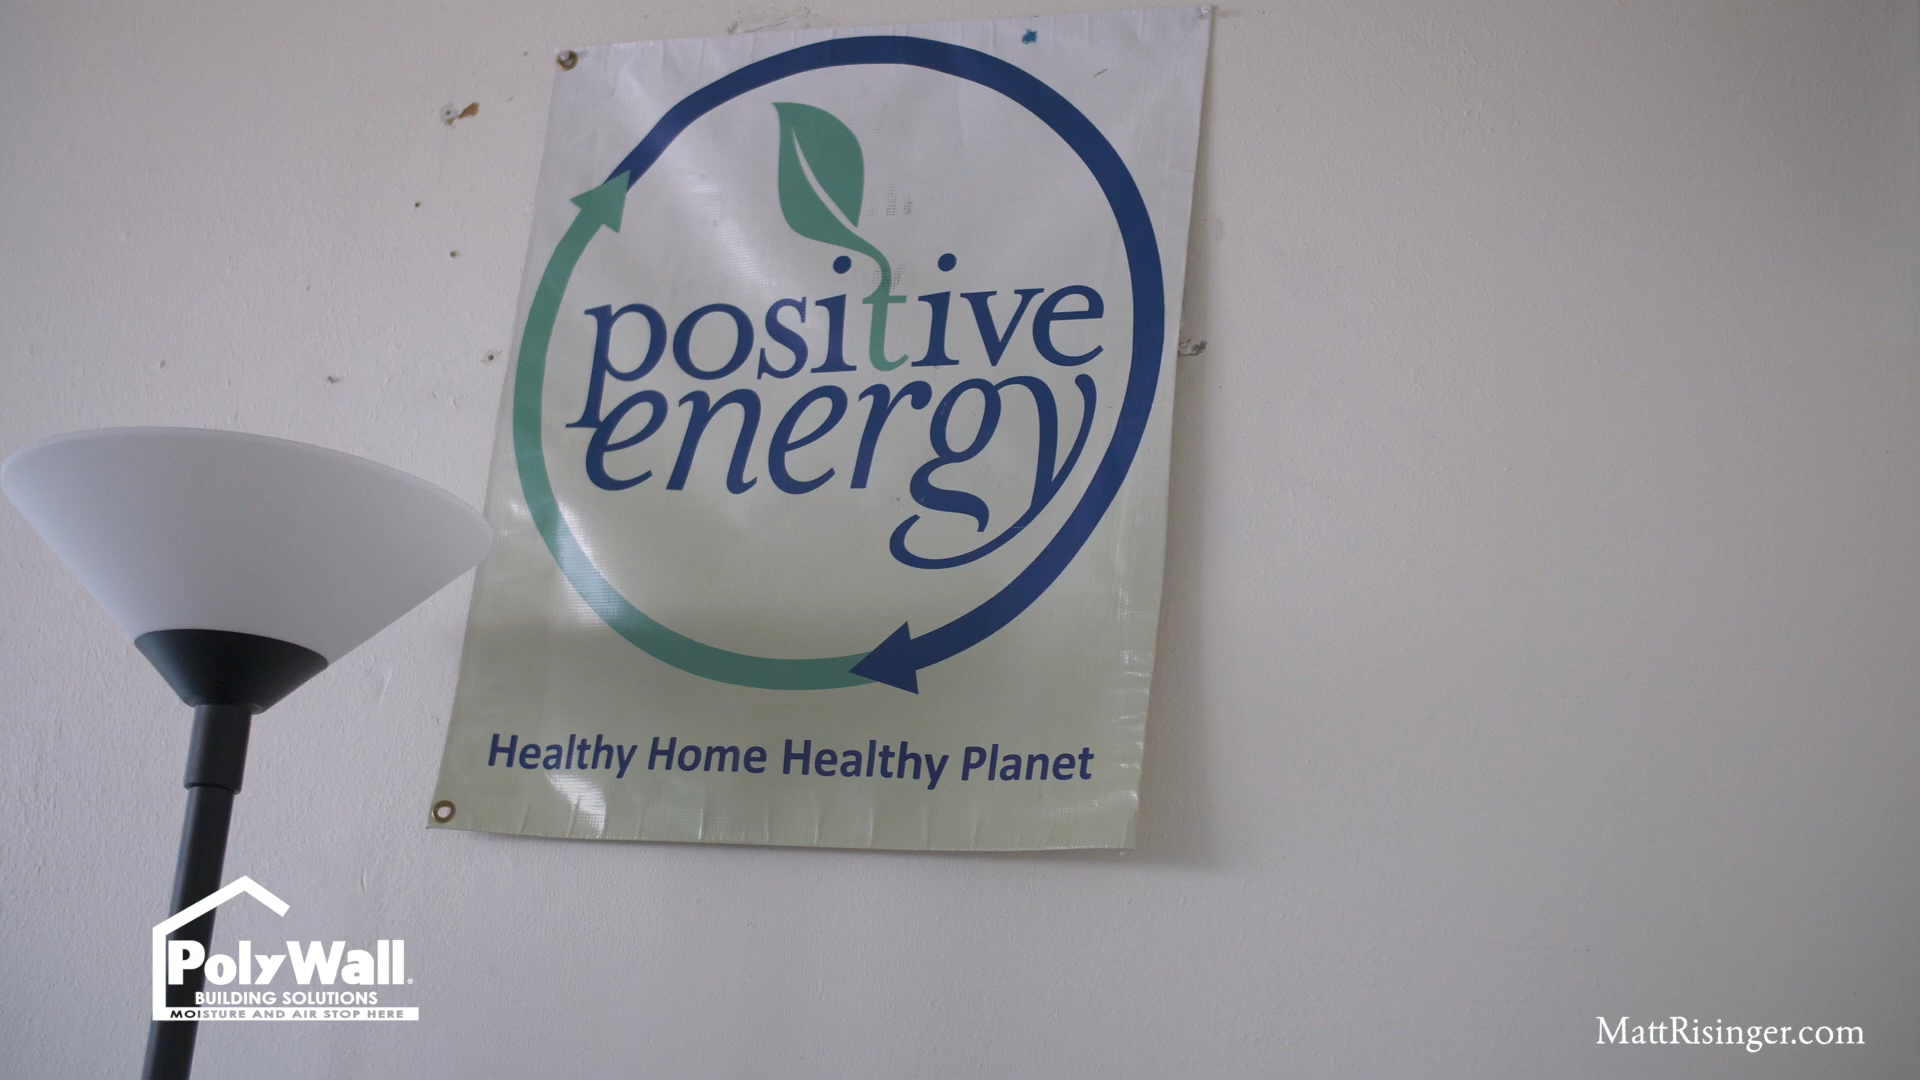 positive
energy
Healthy Home Healthy Planet
PolyWall®
BUILDING SOLUTIONS
MOISTURE AND AIR STOP HERE
MattRisinger.com